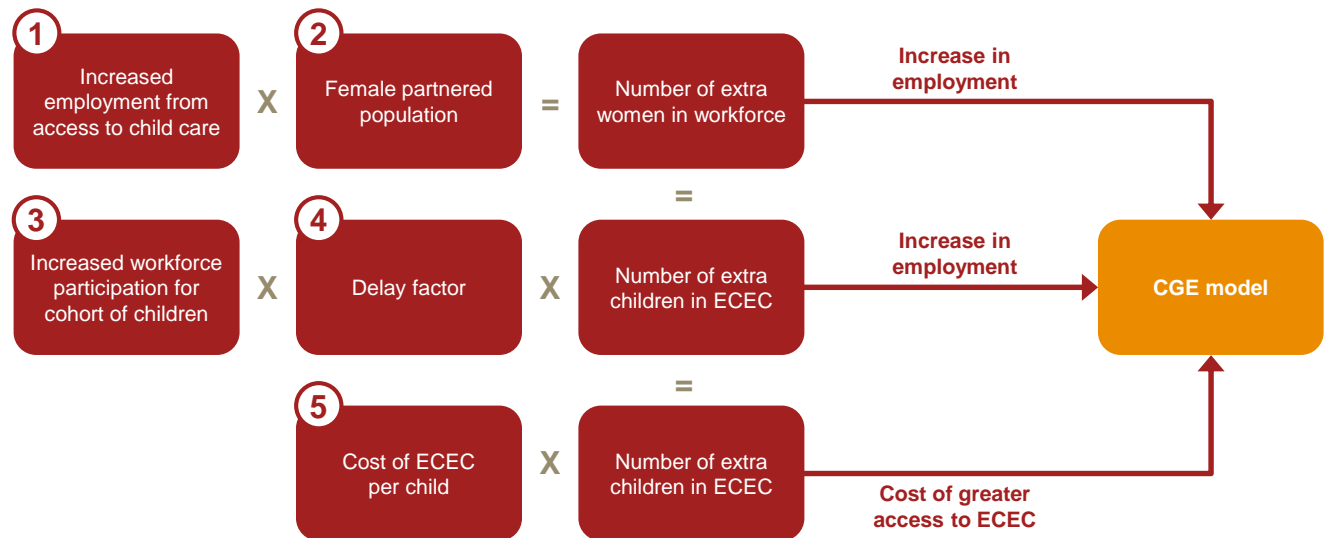 1
Increased
employment from
access to child care
X
2
Female partnered
population
=
Number of extra
women in workforce
Increase in
employment
=
3
Increased workforce
participation for
cohort of children
X
4
Delay factor
X
Number of extra
children in ECEC
Increase in
employment
CGE model
=
5
Cost of ECEC
per child
X
Number of extra
children in ECEC
Cost of greater
access to ECEC